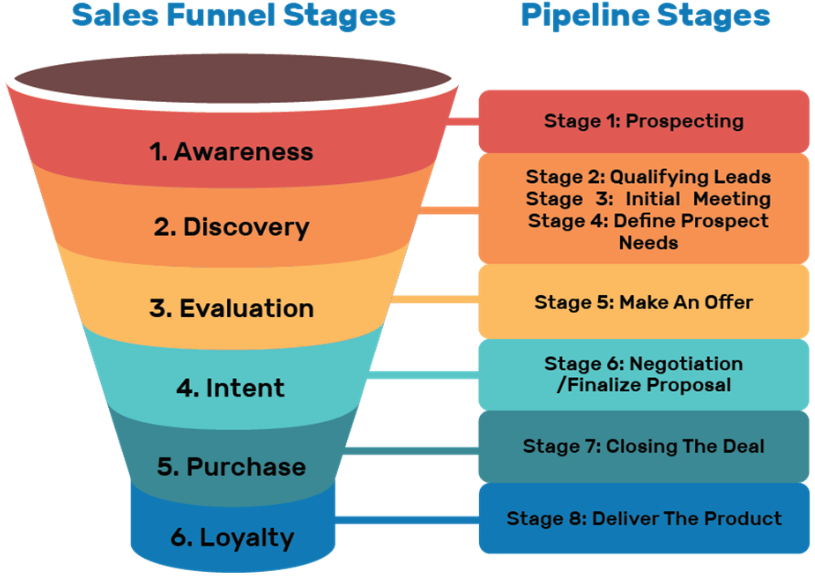 Sales Funnel Stages
Pipeline Stages
1. Awareness
Stage 1: Prospecting
2. Discovery
Stage 2: Qualifying Leads
Stage 3: Initial Meeting
Stage 4: Define Prospect
Needs
3. Evaluation
Stage 5: Make An Offer
4. Intent
Stage 6: Negotiation
/Finalize Proposal
5. Purchase
Stage 7: Closing The Deal
6. Loyalty
Stage 8: Deliver The Product